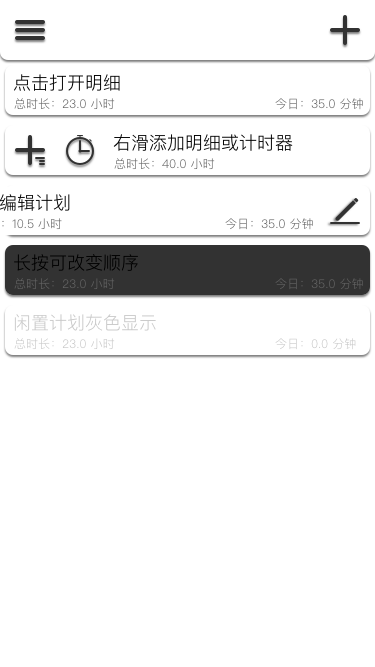 点击打开明细
总时长：23.0 小时 今日：35.0 分钟
右滑添加明细或计时器
总时长：40.0 小时
编辑计划
：10.5 小时 今日：35.0 分钟
长按可改变顺序
总时长：23.0 小时 今日：35.0 分钟
闲置计划灰色显示
总时长：23.0 小时 今日：0.0 分钟